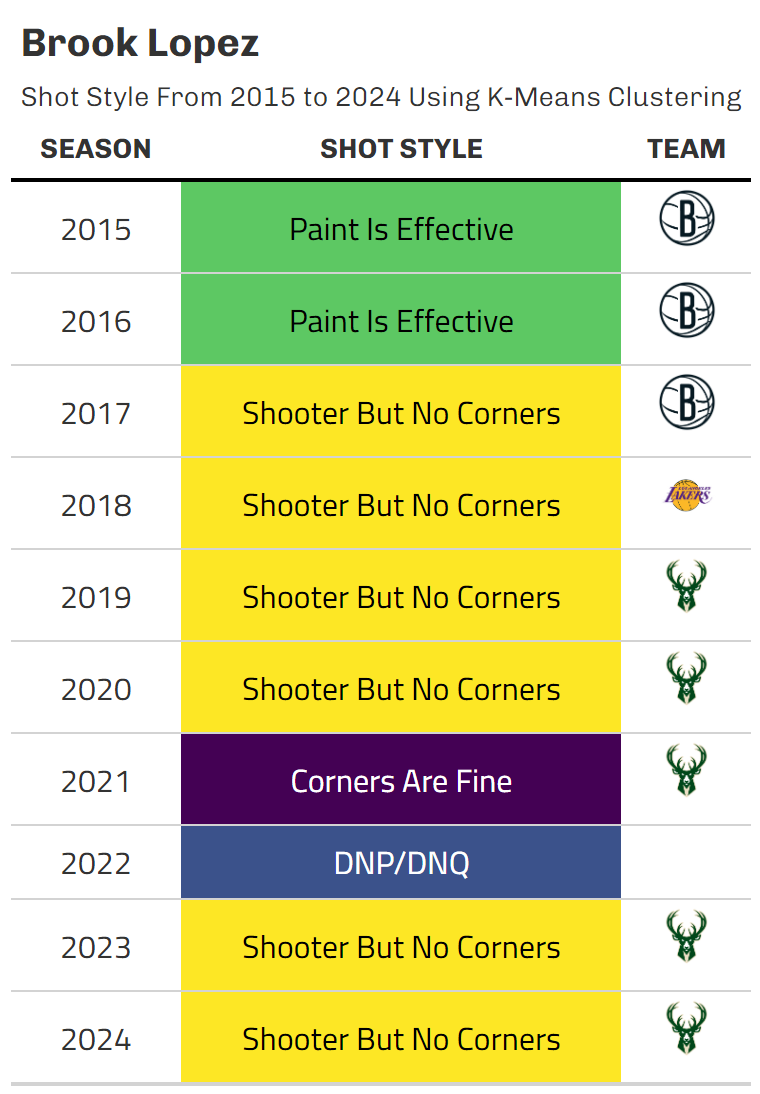 Brook Lopez
Shot Style From 2015 to 2024 Using K-Means Clustering
SEASON SHOT STYLE TEAM
2015 Paint Is Effective B
2016 Paint Is Effective B
2017 Shooter But No Corners B
2018 Shooter But No Corners LOS ANGELES LAKERS
2019 Shooter But No Corners
2020 Shooter But No Corners
2021 Corners Are Fine
2022 DNP/DNQ
2023 Shooter But No Corners
2024 Shooter But No Corners